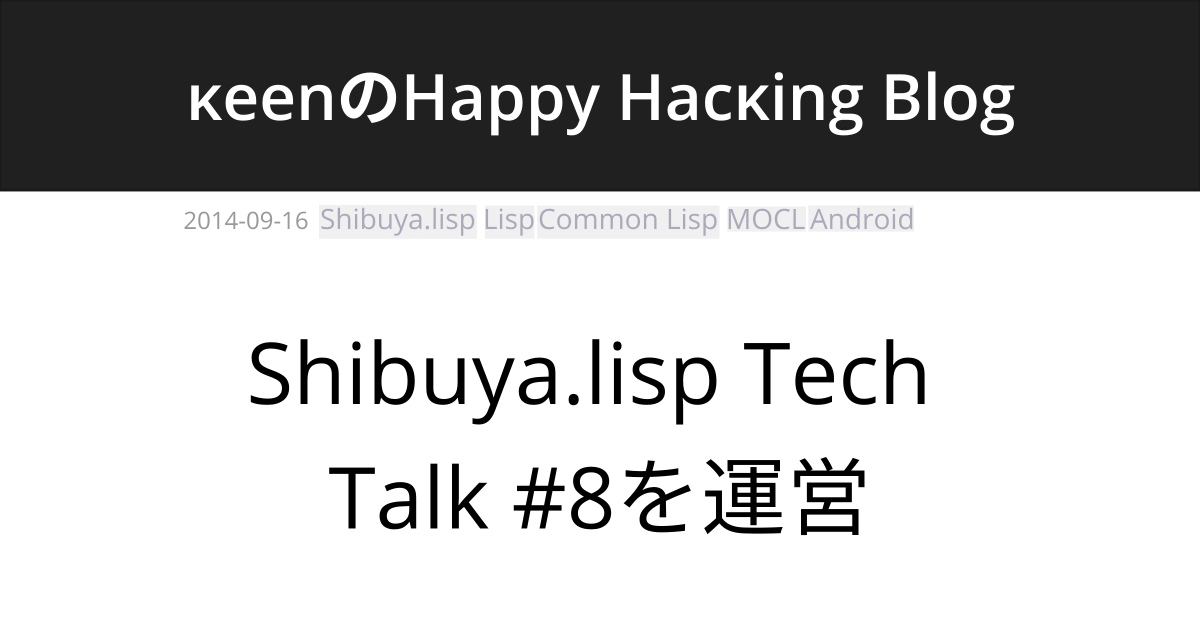 κeenのHappy Hacκing Blog
2014-09-16 Shibuya.lisp Lisp Common Lisp MOCL Android
Shibuya.lisp Tech
Talk #8を運営